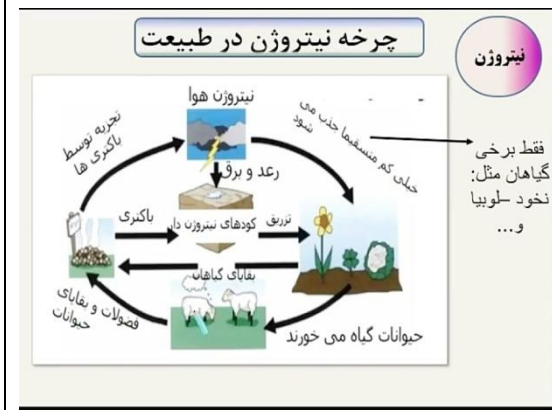 چرخه نیتروژن در طبیعت
نیتروژن
نیتروژن هوا
خیلی کم مستقیما جذب می
شود
فقط برخی
گیاهان مثل:
نخود –لوبیا
و...
تجزیه توسط
باکتری ها
رعد و برق
باکتری
کودهای نیتروژن دار
تزریق
بقایای گیاهان
فضولات و بقایای
حیوانات
حیوانات گیاه می خورند